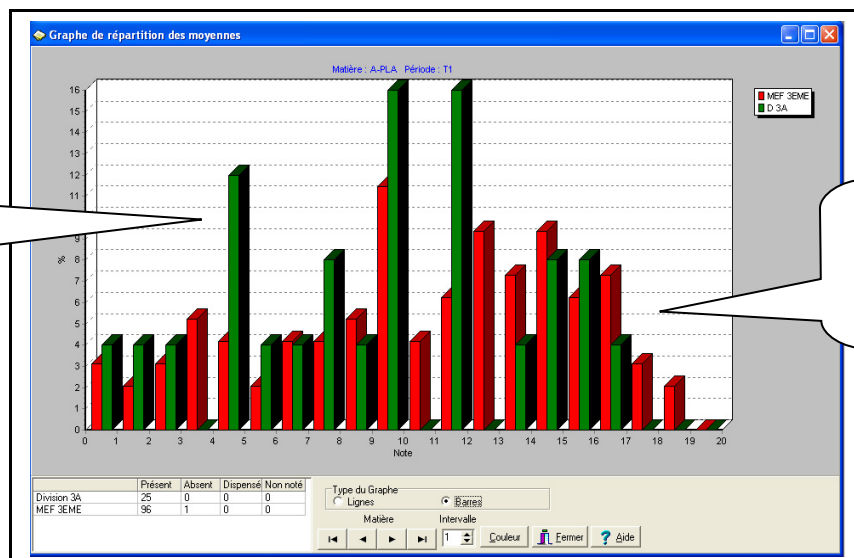 Graphe de répartition des moyennes
Matière : A-PLA Période : T1
MEF 3EME
D 3A
16
15
14
13
12
11
9
8
7
6
5
4
3
2
1
0
%
0 1 2 3 4 5 6 7 8 9 10 11 12 13 14 15 16 17 18 19 20
Note
Présent Absent Dispensé Non noté
Division 3A 25 0 0 0
MEF 3EME 96 1 0 0
Type du Graphe
Lignes Barres
Matière Intervalle
1 Couleur Fermer ? Aide